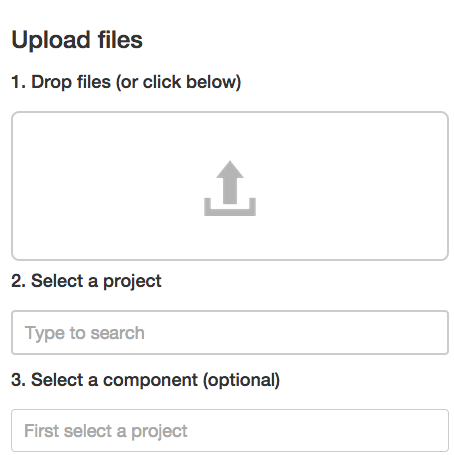 Upload files
1. Drop files (or click below)
2. Select a project
Type to search
3. Select a component (optional)
First select a project